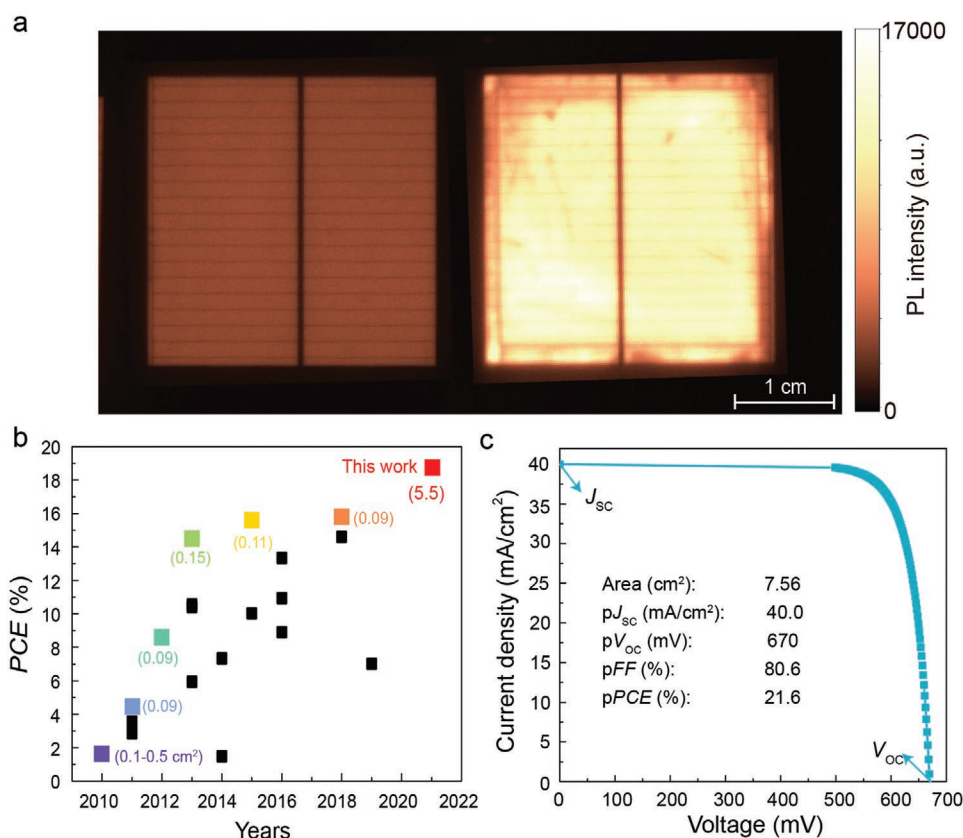 a
17000
PL intensity (a.u.)
0
1 cm
b
PCE (%)
20
18
16
14
12
10
8
6
4
2
0
This work
(5.5)
(0.09)
(0.11)
(0.15)
(0.09)
(0.09)
(0.1-0.5 cm²)
2010 2012 2014 2016 2018 2020 2022
Years
c
Current density (mA/cm²)
40
35
30
25
20
15
10
5
0
J_SC
Area (cm²): 7.56
pJ_SC (mA/cm²): 40.0
pV_OC (mV): 670
pFF (%): 80.6
pPCE (%): 21.6
V_OC
0 100 200 300 400 500 600 700
Voltage (mV)